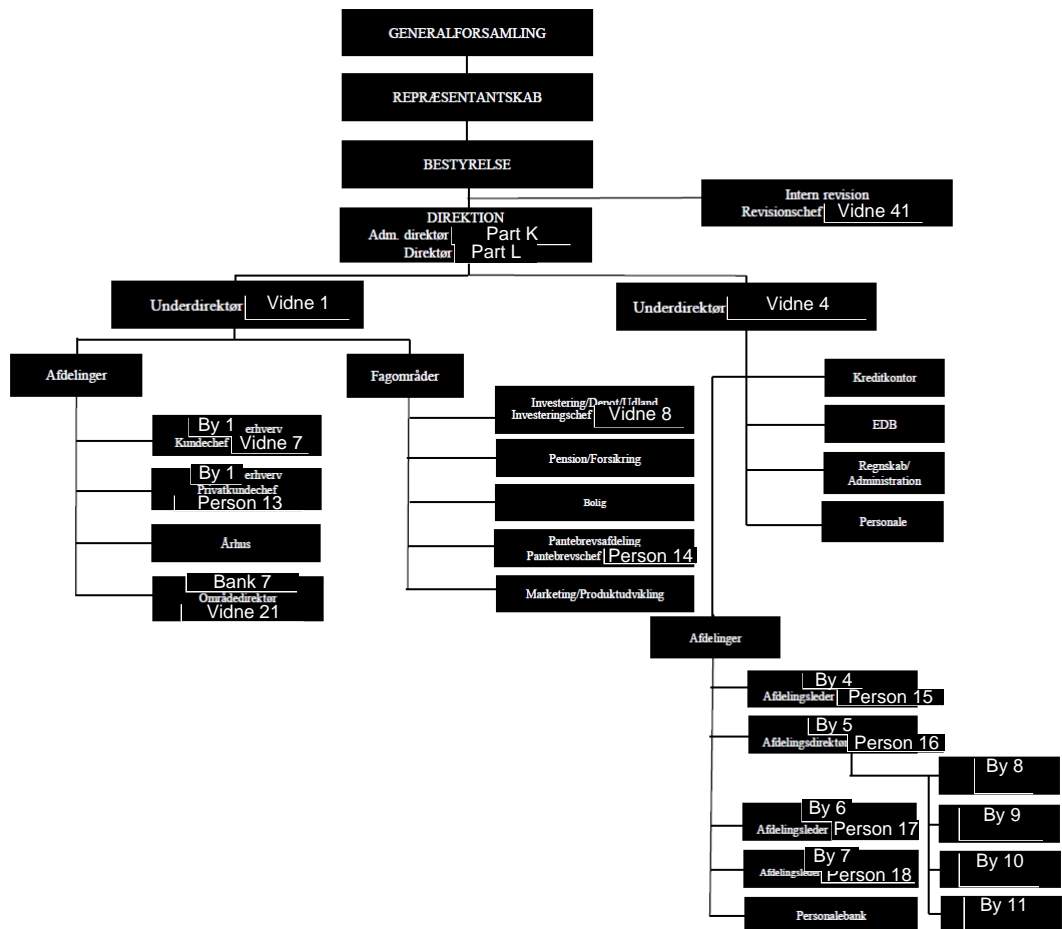 GENERALFORSAMLING
REPRÆSENTANTSKAB
BESTYRELSE
Intern revision
Revisionschef Vidne 41
DIREKTION
Adm. direktør Part K
Direktør Part L
Underdirektør Vidne 1
Underdirektør Vidne 4
Afdelinger
Fagområder
By 1 erhverv
Kundechef Vidne 7
By 1 erhverv
Privatkundechef
Person 13
Århus
Bank 7
Områdedirektør
Vidne 21
Investering/Depot/Udland
Investeringschef Vidne 8
Pension/Forsikring
Bolig
Pantebrevsafdeling
Pantebrevschef Person 14
Marketing/Produktudvikling
Kreditkontor
EDB
Regnskab/
Administration
Personale
Afdelinger
By 4
Afdelingsleder Person 15
By 5
Afdelingsdirektør Person 16
By 8
By 9
By 10
By 11
By 6
Afdelingsleder Person 17
By 7
Afdelingsleder Person 18
Personalebank